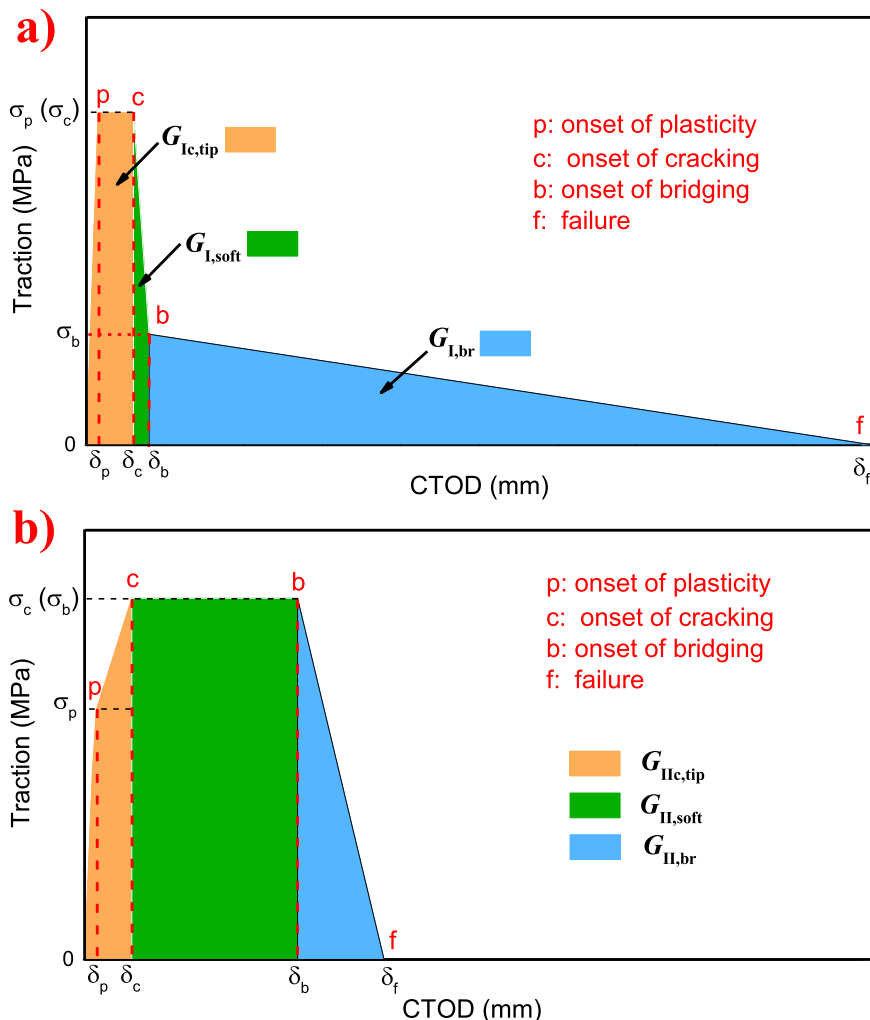 a)
σp (σc)
p
c
GIc,tip
p: onset of plasticity
c: onset of cracking
b: onset of bridging
f: failure
GI,soft
Traction (MPa)
b
σb
GI,br
f
0
δp
δc
δb
δf
CTOD (mm)
b)
c
b
σc (σb)
p: onset of plasticity
c: onset of cracking
b: onset of bridging
f: failure
p
σp
Traction (MPa)
GIIc,tip
GII,soft
GII,br
f
0
δp
δc
δb
δf
CTOD (mm)